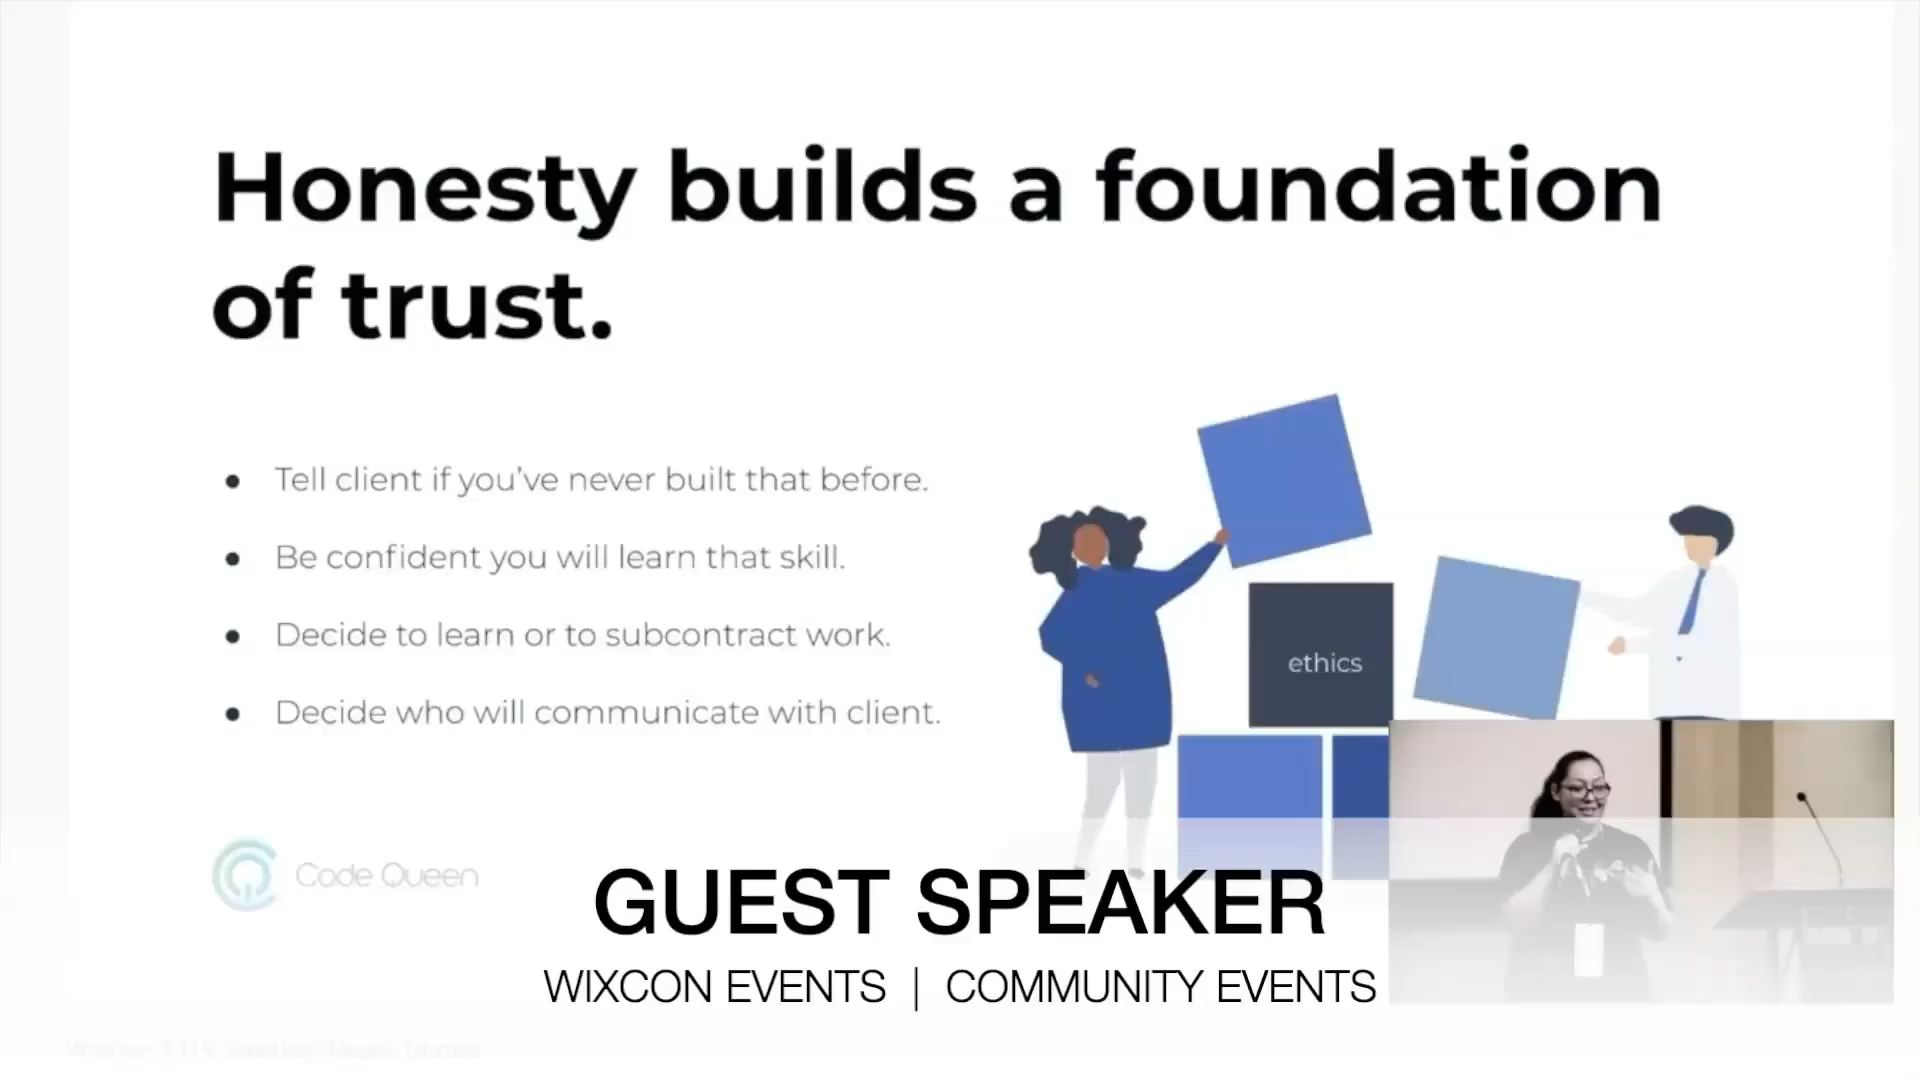 Honesty builds a foundation
of trust.
• Tell client if you've never built that before.
• Be confident you will learn that skill.
• Decide to learn or to subcontract work.
• Decide who will communicate with client.
ethics
Code Queen
GUEST SPEAKER
WIXCON EVENTS | COMMUNITY EVENTS